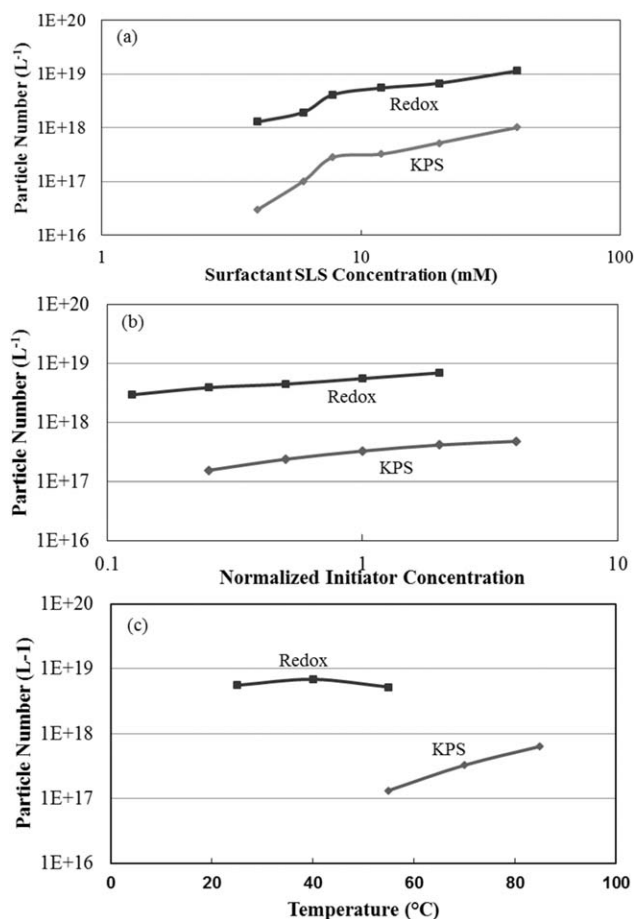 (a)
1E+20
1E+19
1E+18
1E+17
1E+16
Particle Number (L-1)
Redox
KPS
1
10
100
Surfactant SLS Concentration (mM)
(b)
1E+20
1E+19
1E+18
1E+17
1E+16
Particle Number (L-1)
Redox
KPS
0.1
1
10
Normalized Initiator Concentration
(c)
1E+20
1E+19
1E+18
1E+17
1E+16
Particle Number (L-1)
Redox
KPS
0
20
40
60
80
100
Temperature (°C)